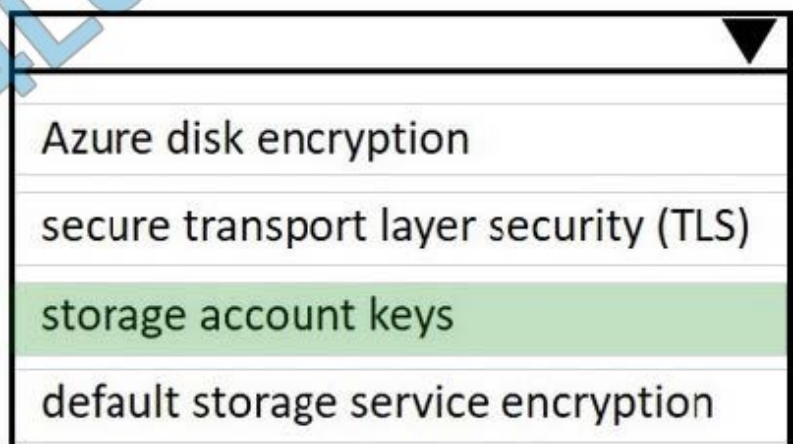 Azure disk encryption
secure transport layer security (TLS)
storage account keys
default storage service encryption